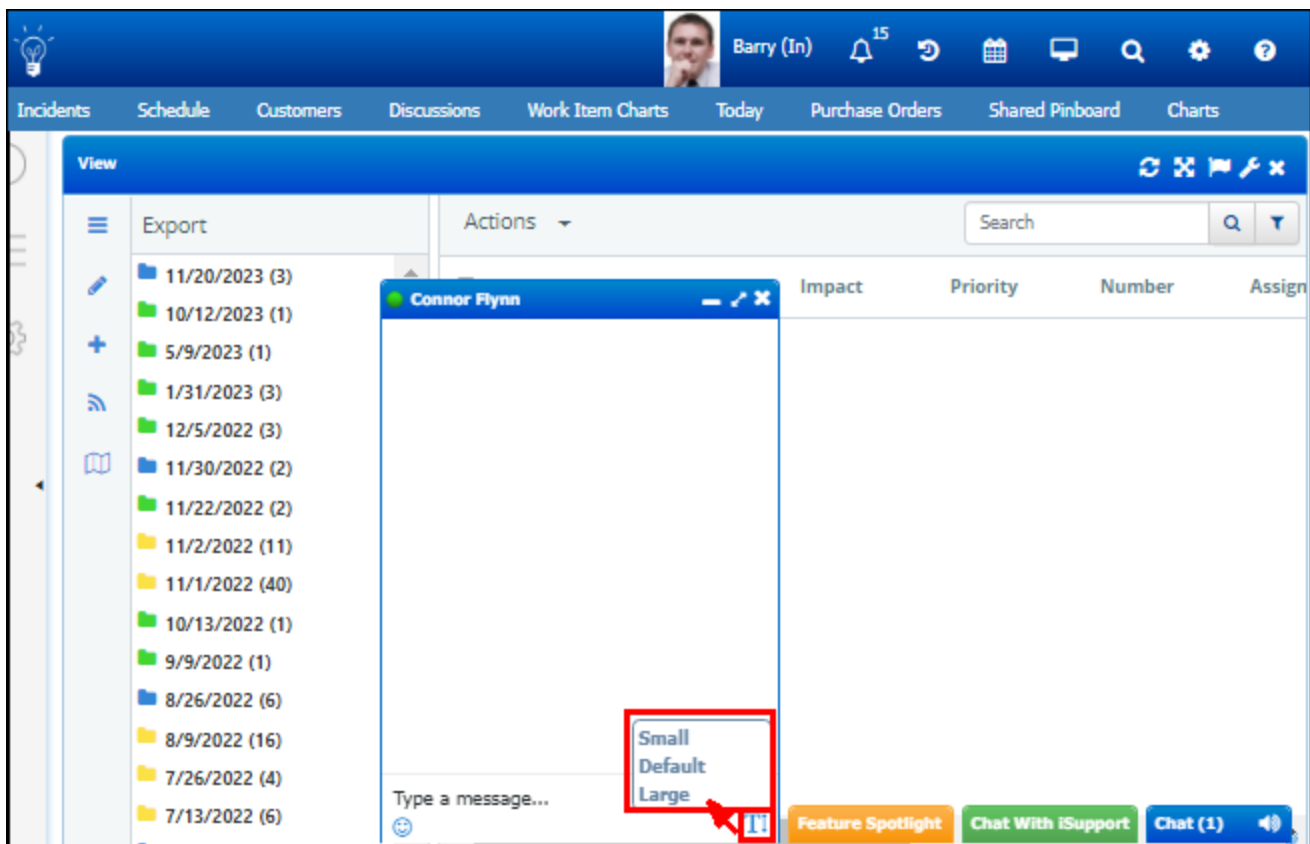 Barry (In) 15
Incidents Schedule Customers Discussions Work Item Charts Today Purchase Orders Shared Pinboard Charts
View
Export
Actions
Search
11/20/2023 (3)
10/12/2023 (1)
5/9/2023 (1)
1/31/2023 (3)
12/5/2022 (3)
11/30/2022 (2)
11/22/2022 (2)
11/2/2022 (11)
11/1/2022 (40)
10/13/2022 (1)
9/9/2022 (1)
8/26/2022 (6)
8/9/2022 (16)
7/26/2022 (4)
7/13/2022 (6)
Impact Priority Number Assign
Connor Flynn
Small
Default
Large
Type a message...
Feature Spotlight Chat With iSupport Chat (1)